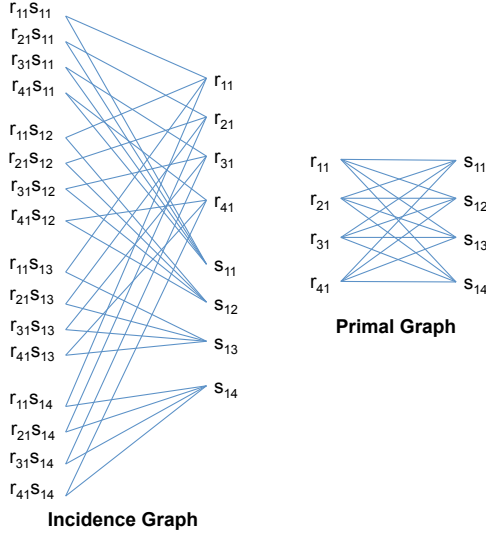 r11s11
r21s11
r31s11
r41s11
r11s12
r21s12
r31s12
r41s12
r11s13
r21s13
r31s13
r41s13
r11s14
r21s14
r31s14
r41s14
r11
r21
r31
r41
s11
s12
s13
s14
Incidence Graph
r11
r21
r31
r41
s11
s12
s13
s14
Primal Graph